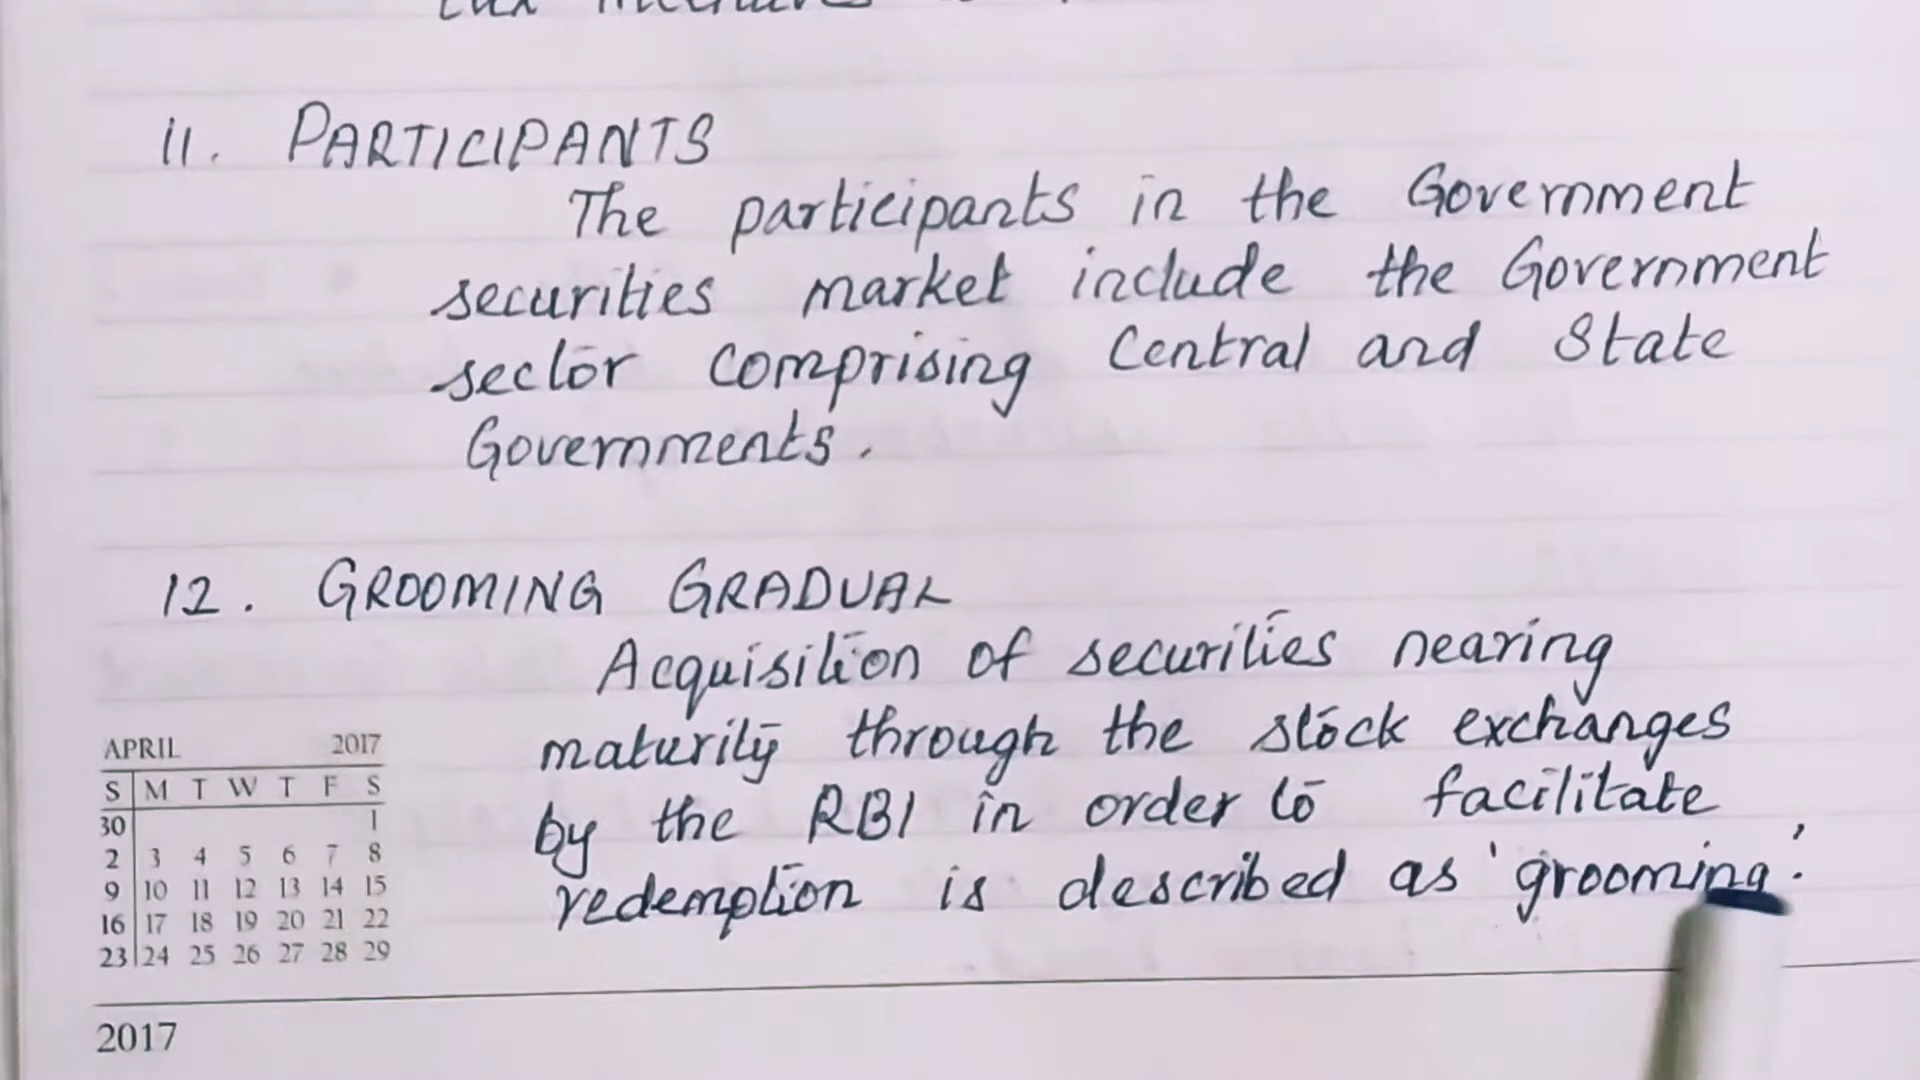 11. PARTICIPANTS
The participants in the Government
securities market include the Government
sector comprising Central and State
Governments.
12. GROOMING GRADUAL
Acquisition of securities nearing
maturity through the stock exchanges
by the RBI in order to facilitate
redemption is described as 'grooming'.
APRIL 2017
S M T W T F S
30 1
2 3 4 5 6 7 8
9 10 11 12 13 14 15
16 17 18 19 20 21 22
23 24 25 26 27 28 29
2017